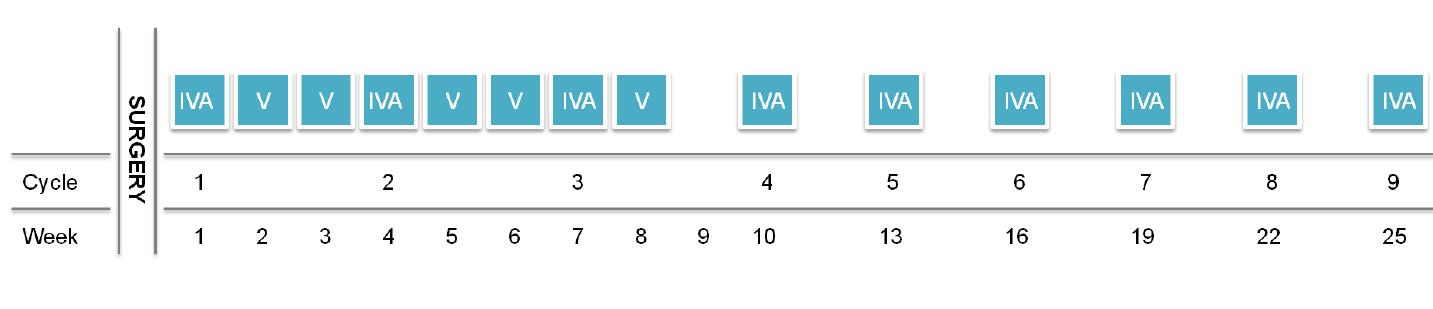 IVA V V IVA V V IVA V IVA IVA IVA IVA IVA IVA
SURGERY
Cycle 1 2 3 4 5 6 7 8 9
Week 1 2 3 4 5 6 7 8 9 10 13 16 19 22 25